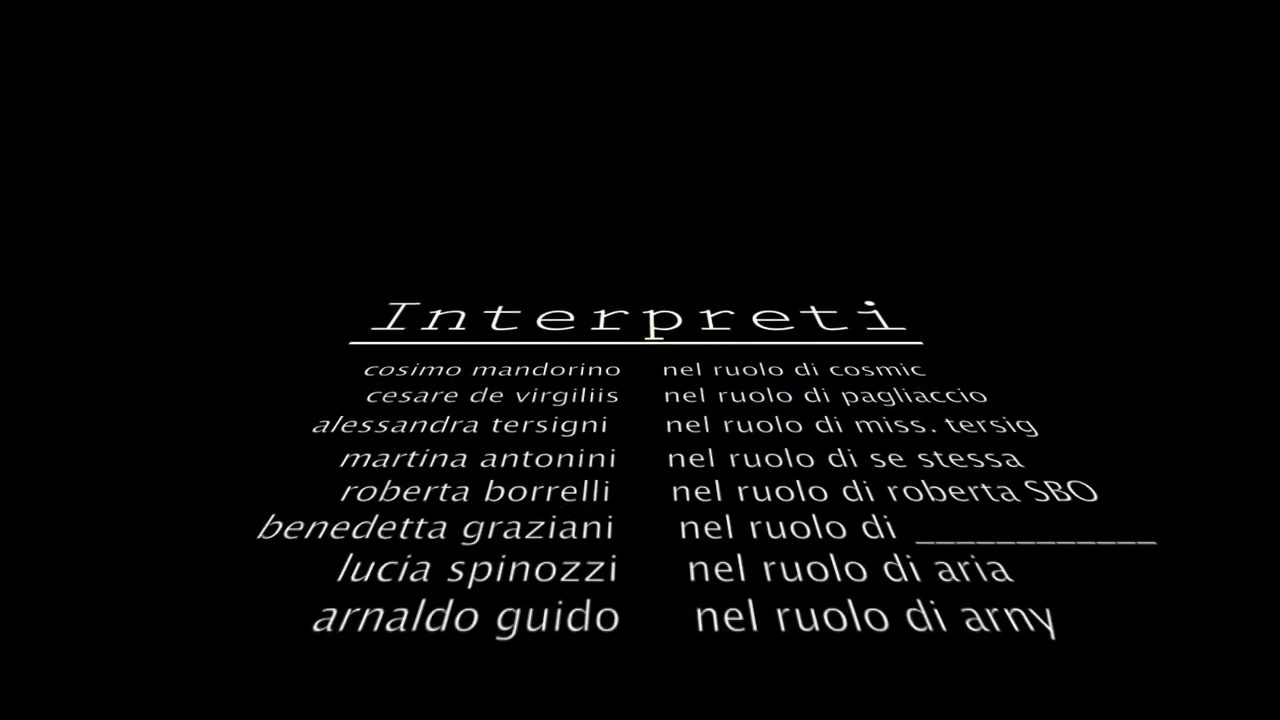 Interpreti
cosimo mandorino nel ruolo di cosmic
cesare de virgiliis nel ruolo di pagliaccio
alessandra tersigni nel ruolo di miss. tersig
martina antonini nel ruolo di se stessa
roberta borrelli nel ruolo di roberta SBO
benedetta graziani nel ruolo di ____________
lucia spinozzi nel ruolo di aria
arnaldo guido nel ruolo di arny